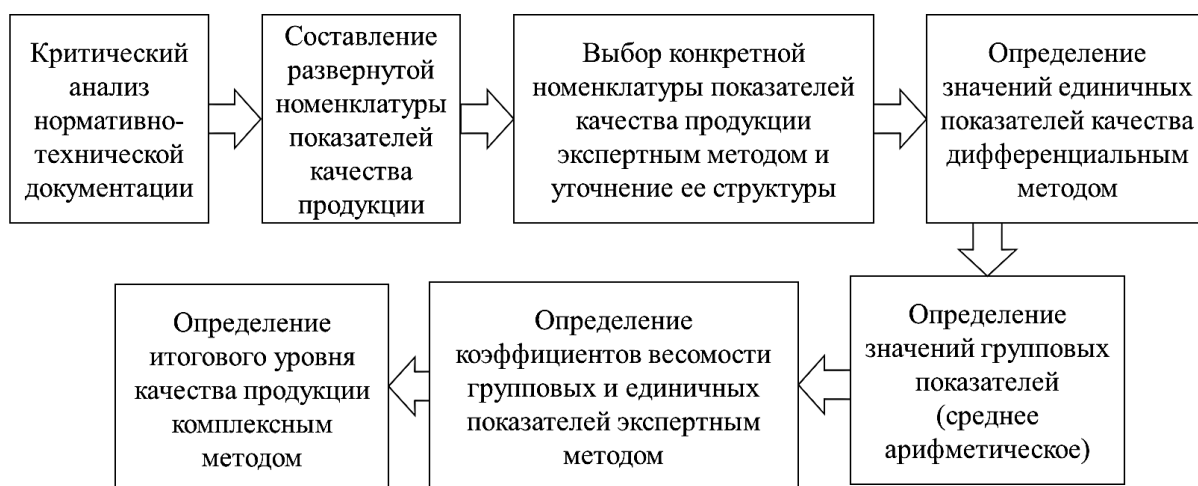 Критический
анализ
нормативно-
технической
документации
Составление
развернутой
номенклатуры
показателей
качества
продукции
Выбор конкретной
номенклатуры показателей
качества продукции
экспертным методом и
уточнение ее структуры
Определение
значений единичных
показателей качества
дифференциальным
методом
Определение
значений групповых
показателей
(среднее
арифметическое)
Определение
коэффициентов весомости
групповых и единичных
показателей экспертным
методом
Определение
итогового уровня
качества продукции
комплексным
методом